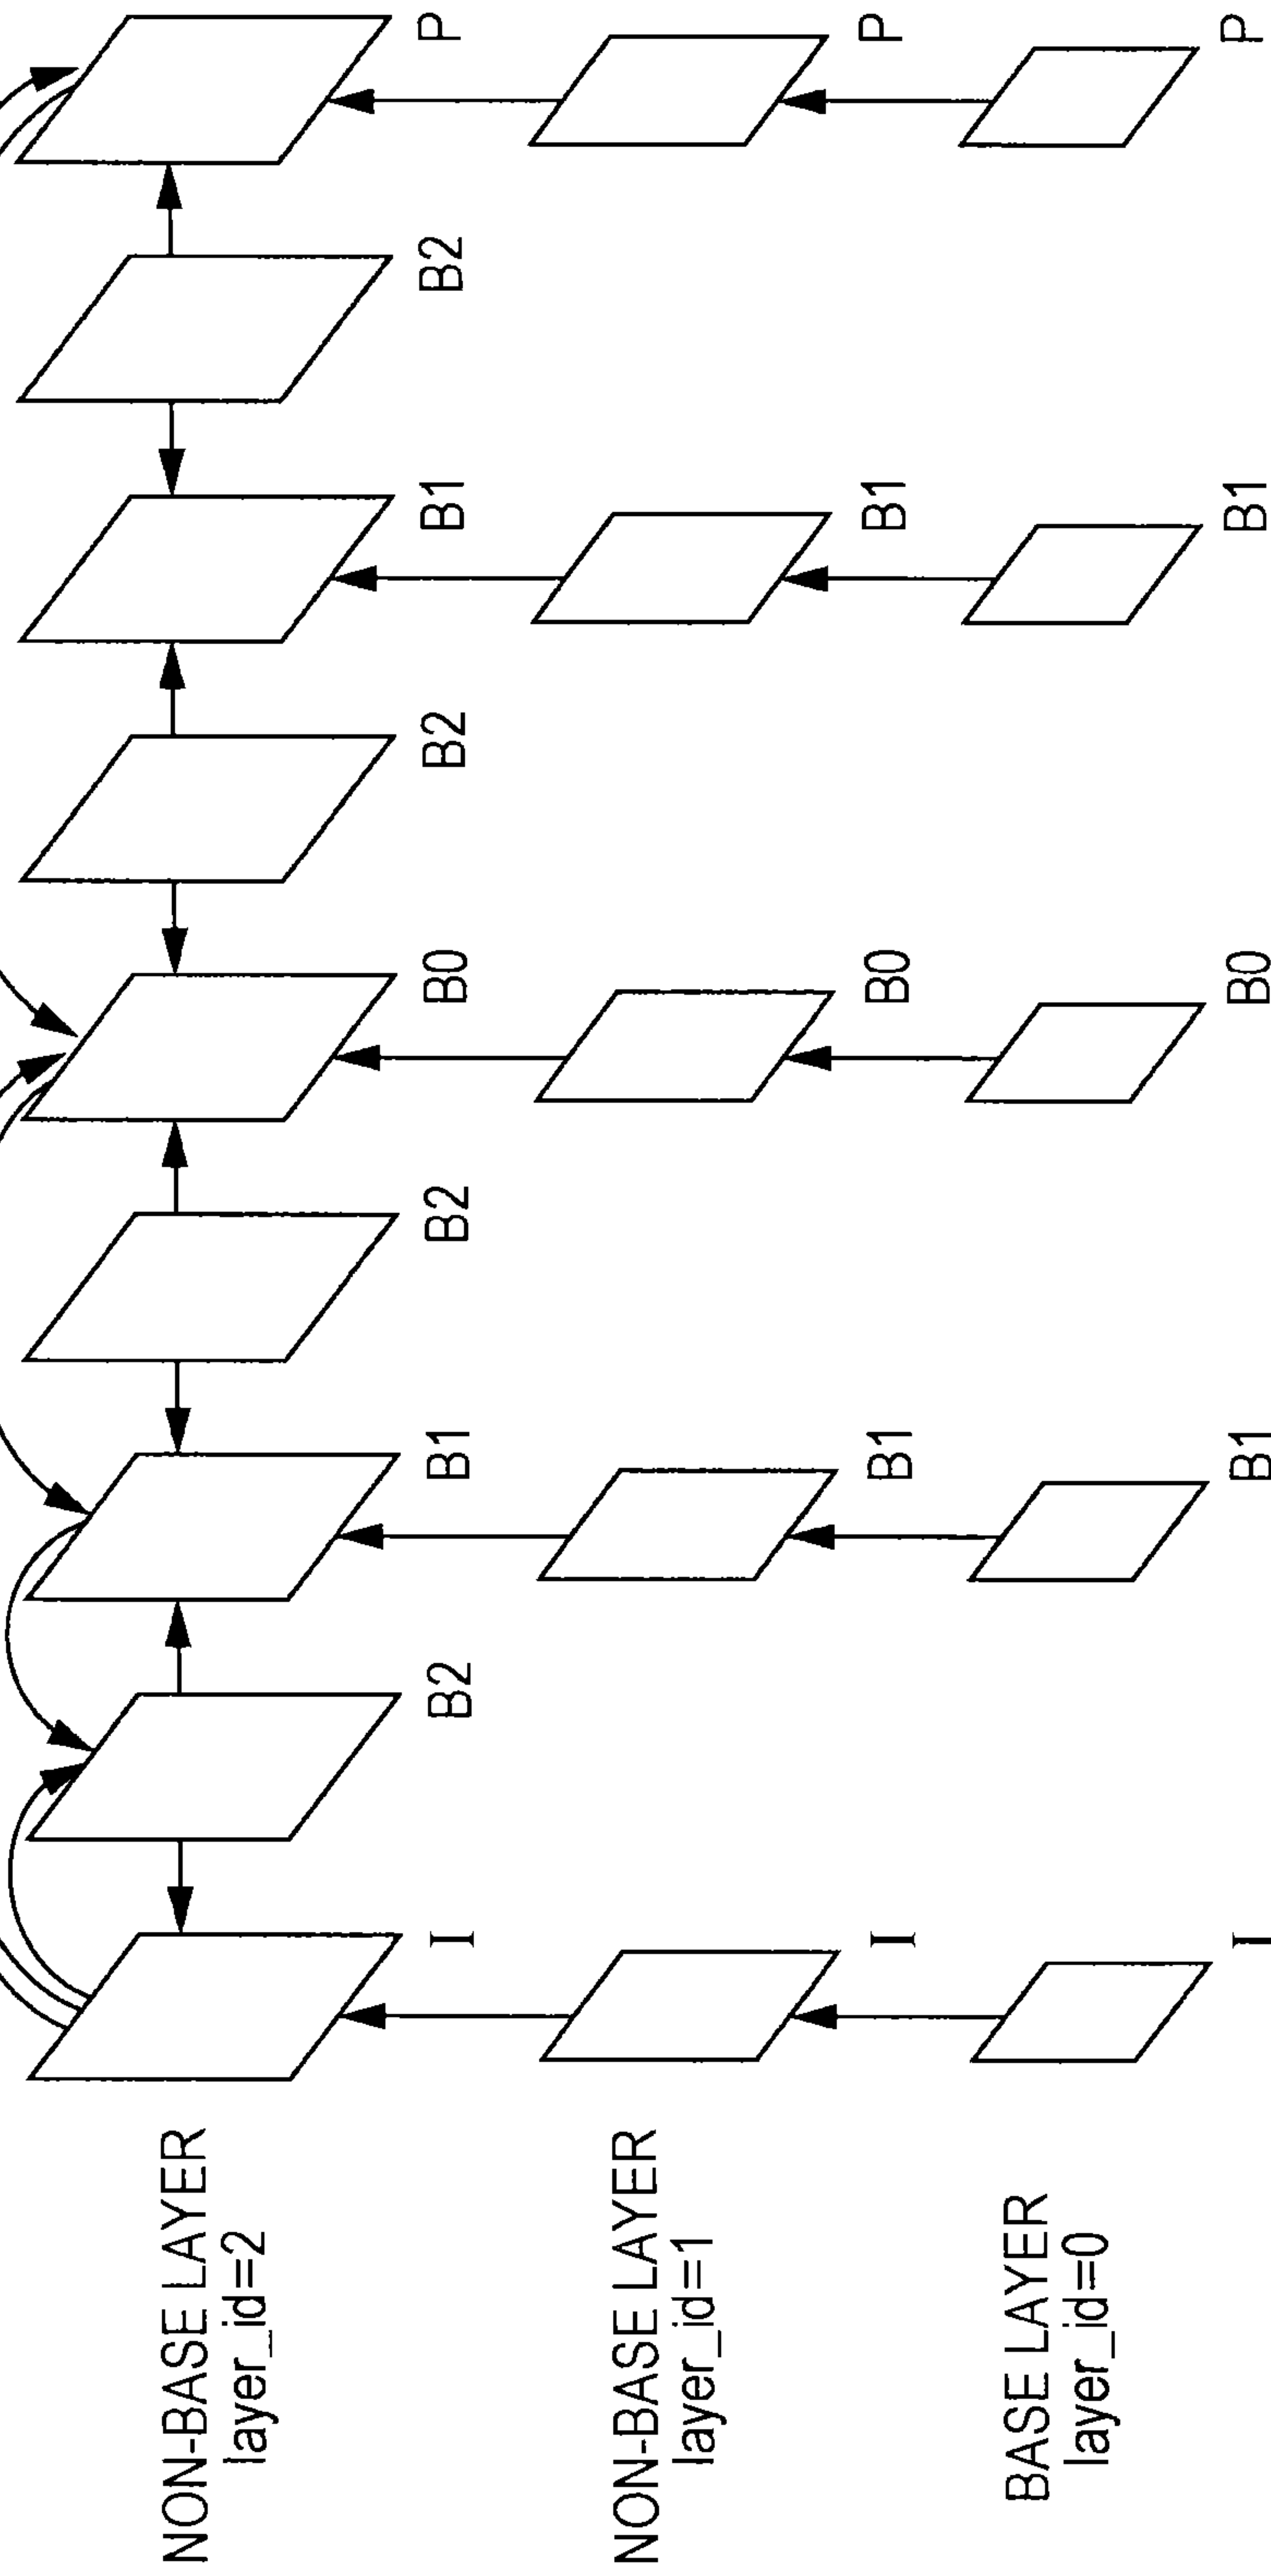 NON-BASE LAYER
layer_id=2
I
B2
B1
B2
B0
B2
B1
B2
P
NON-BASE LAYER
layer_id=1
I
B1
B0
B1
P
BASE LAYER
layer_id=0
I
B1
B0
B1
P